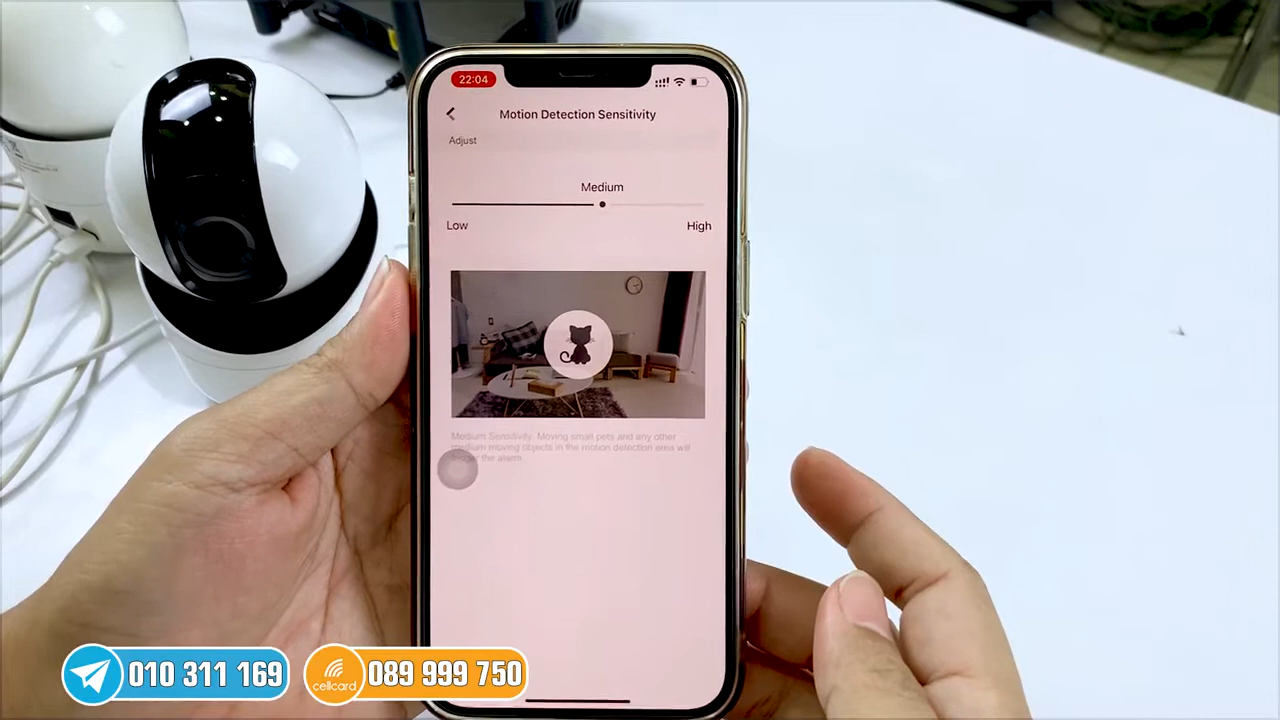 22:04
Motion Detection Sensitivity
Adjust
Medium
Low
High
Medium Sensitivity: Moving small pets and any other
medium moving objects in the motion detection area will
the alarm.
010 311 169
cellcard
089 999 750